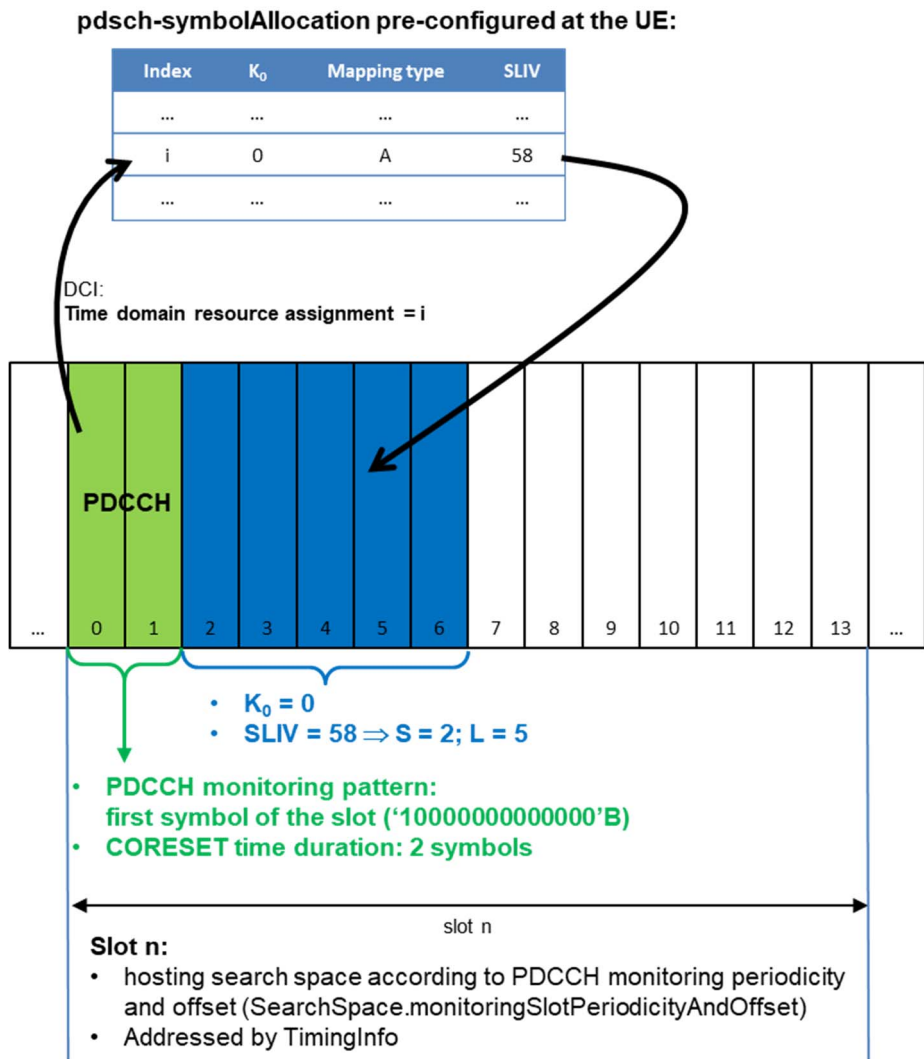 pdsch-symbolAllocation pre-configured at the UE:
Index K₀ Mapping type SLIV
... ... ... ...
i 0 A 58
... ... ... ...
DCI:
Time domain resource assignment = i
PDCCH
... 0 1 2 3 4 5 6 7 8 9 10 11 12 13 ...
• K₀ = 0
• SLIV = 58 ⇒ S = 2; L = 5
• PDCCH monitoring pattern:
first symbol of the slot (‘10000000000000’B)
• CORESET time duration: 2 symbols
slot n
Slot n:
• hosting search space according to PDCCH monitoring periodicity
and offset (SearchSpace.monitoringSlotPeriodicityAndOffset)
• Addressed by TimingInfo